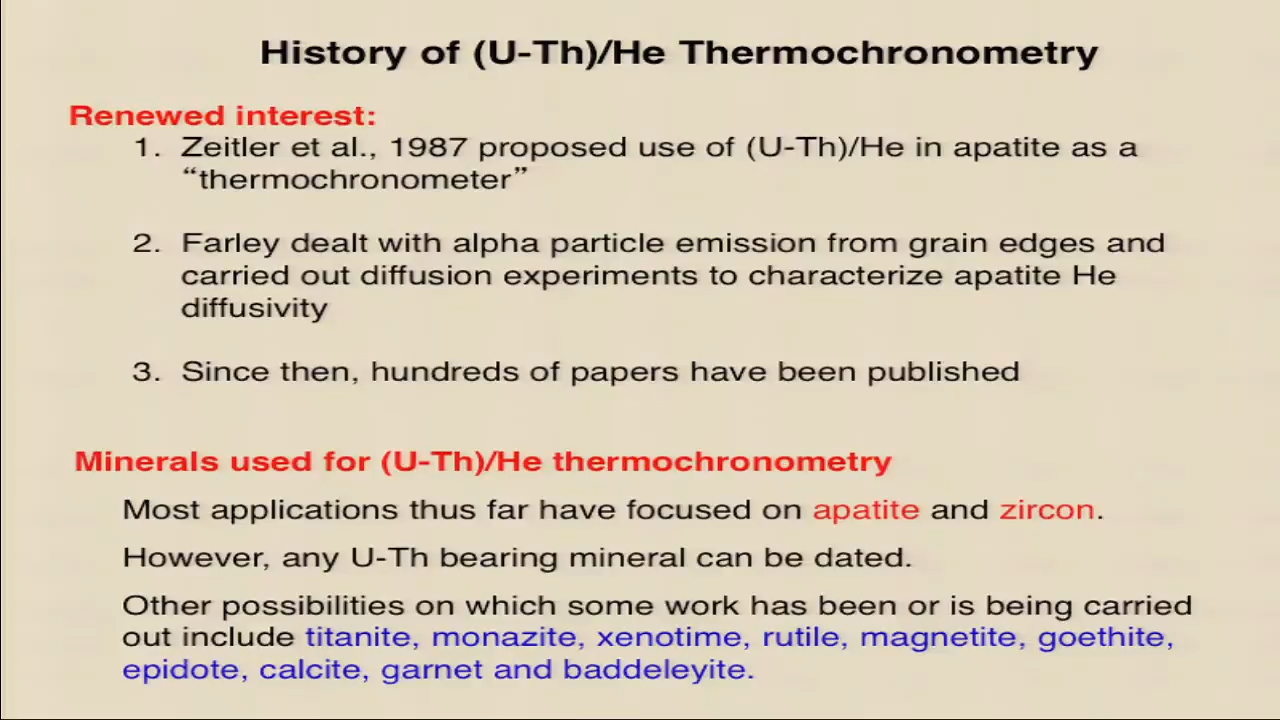 History of (U-Th)/He Thermochronometry
Renewed interest:
1. Zeitler et al., 1987 proposed use of (U-Th)/He in apatite as a
“thermochronometer”
2. Farley dealt with alpha particle emission from grain edges and
carried out diffusion experiments to characterize apatite He
diffusivity
3. Since then, hundreds of papers have been published
Minerals used for (U-Th)/He thermochronometry
Most applications thus far have focused on apatite and zircon.
However, any U-Th bearing mineral can be dated.
Other possibilities on which some work has been or is being carried
out include titanite, monazite, xenotime, rutile, magnetite, goethite,
epidote, calcite, garnet and baddeleyite.